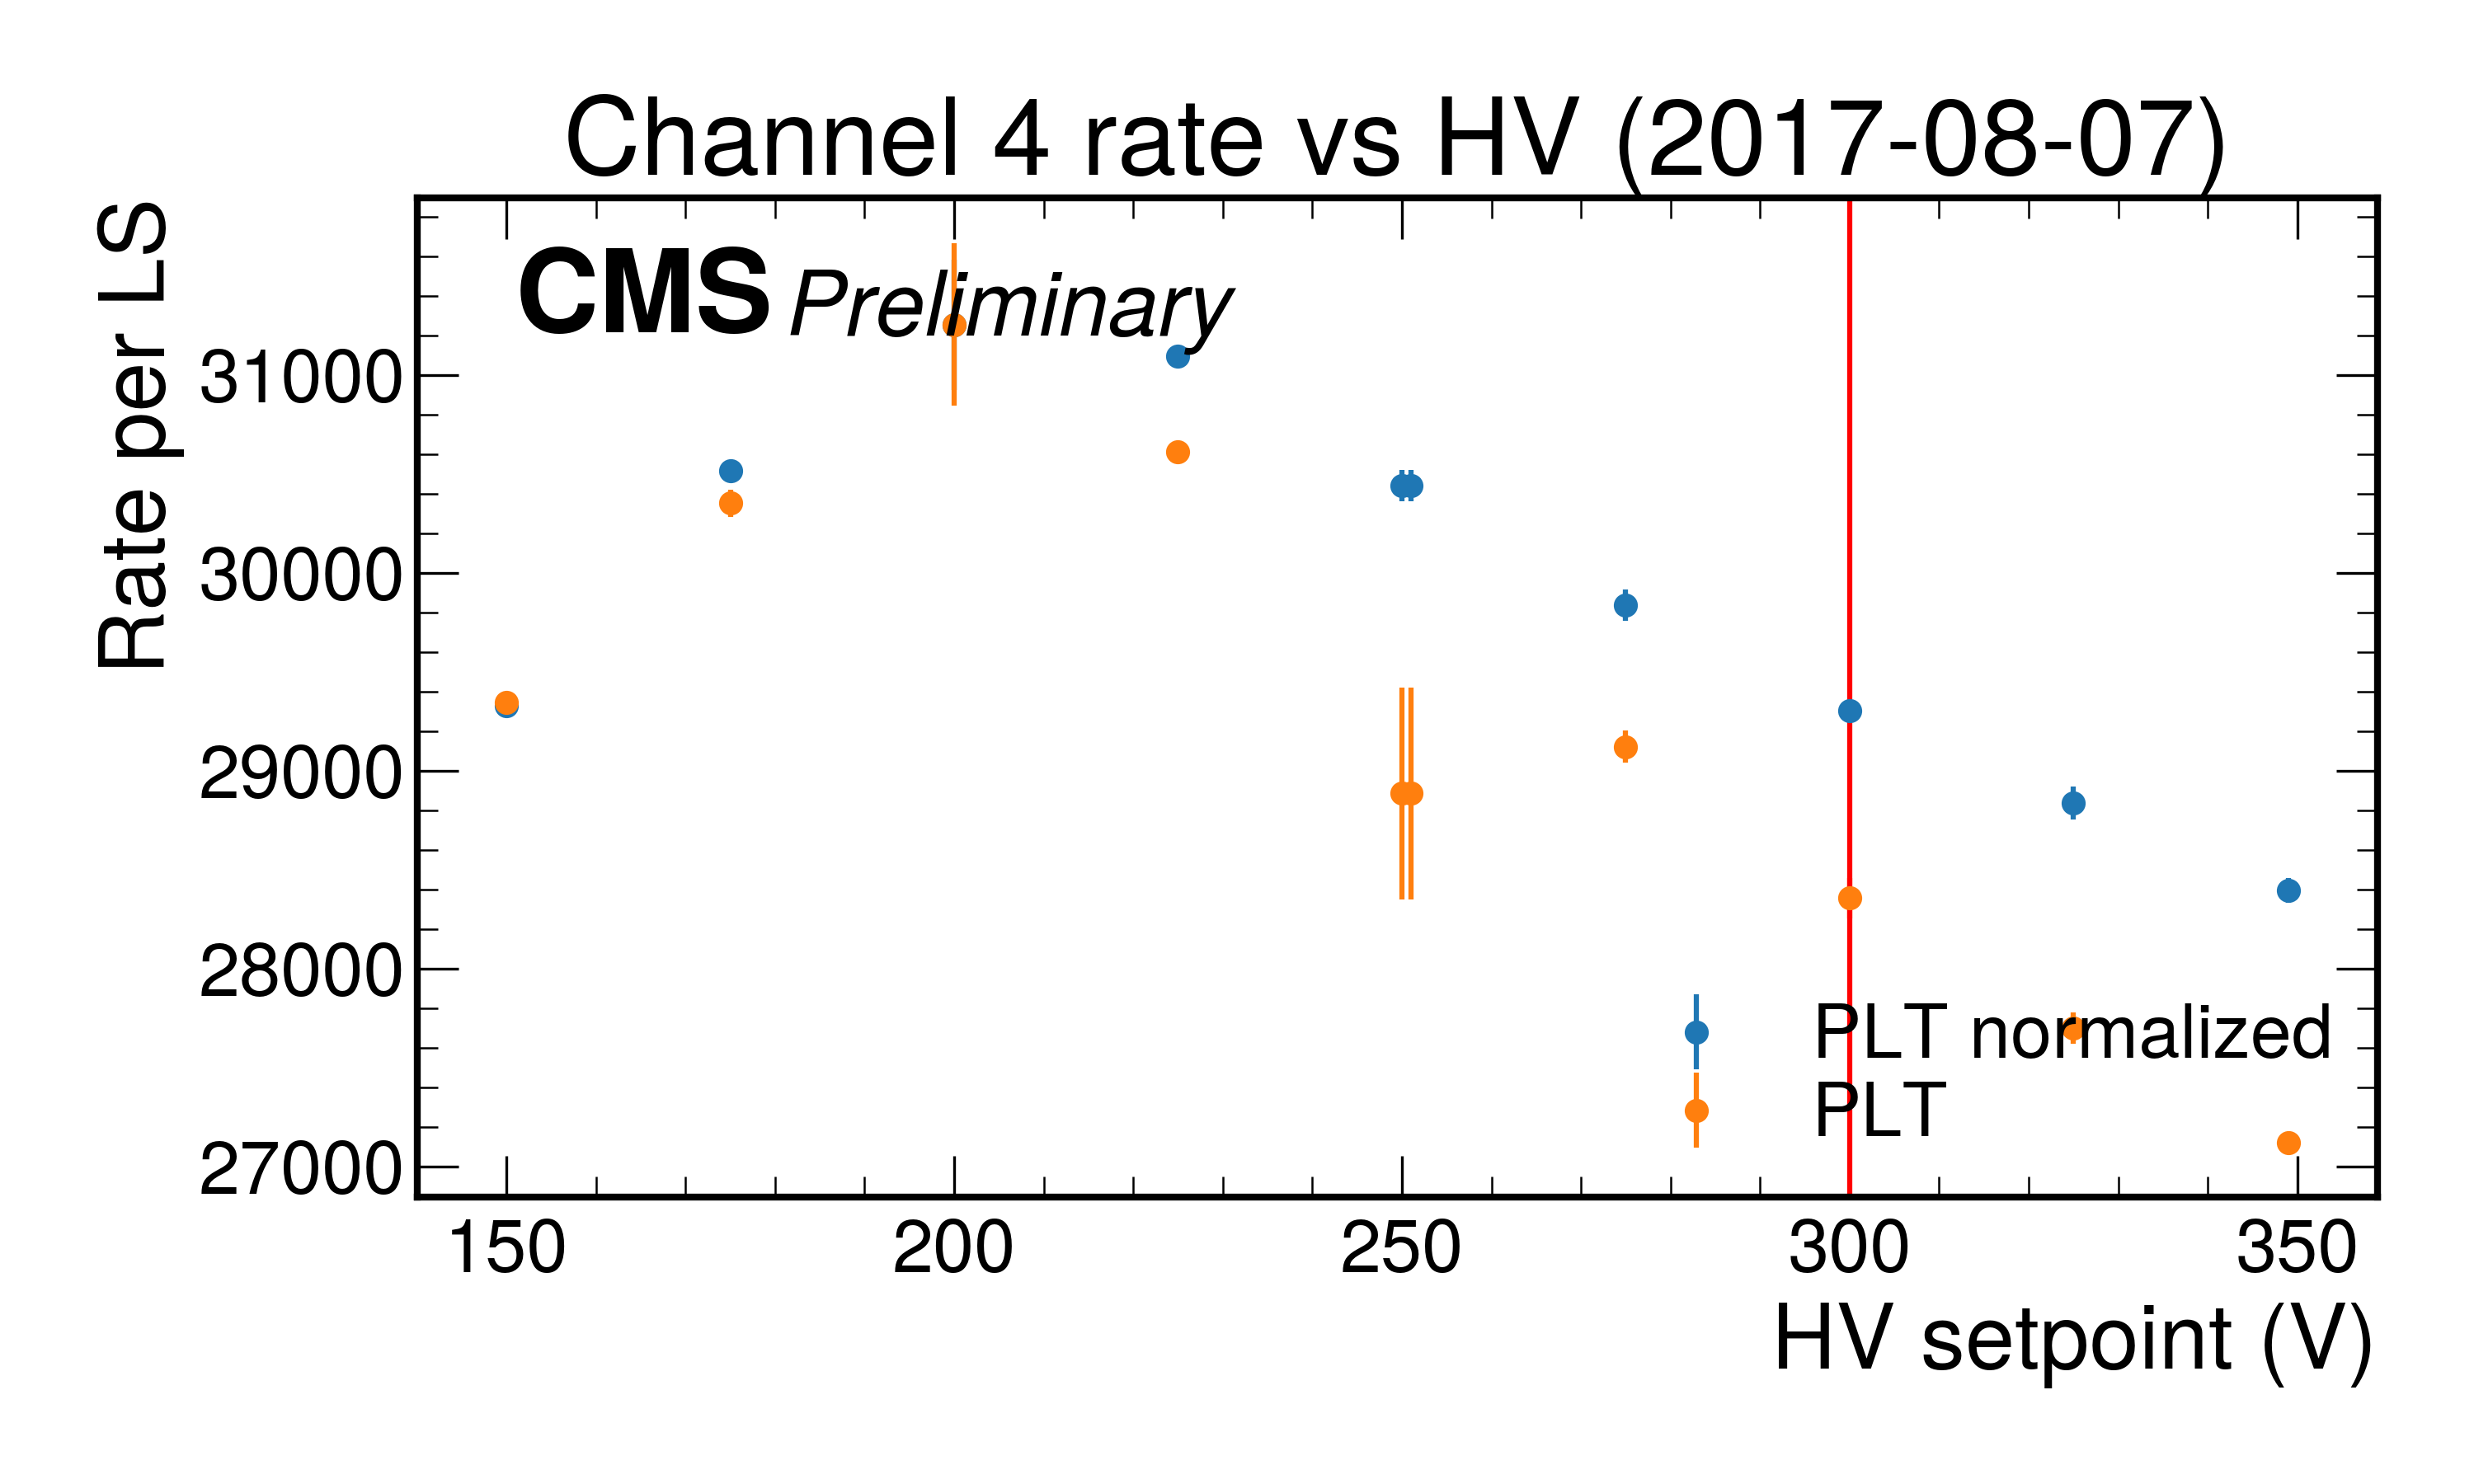 Channel 4 rate vs HV (2017-08-07)
CMS Preliminary
Rate per LS
31000
30000
29000
28000
27000
PLT normalized
PLT
150 200 250 300 350
HV setpoint (V)